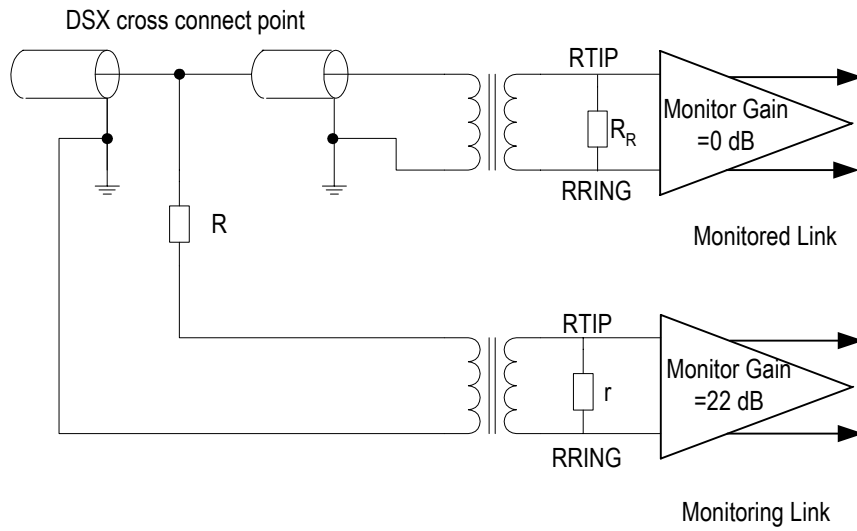 DSX cross connect point
RTIP
Monitor Gain
=0 dB
R_R
RRING
R
Monitored Link
RTIP
Monitor Gain
=22 dB
r
RRING
Monitoring Link